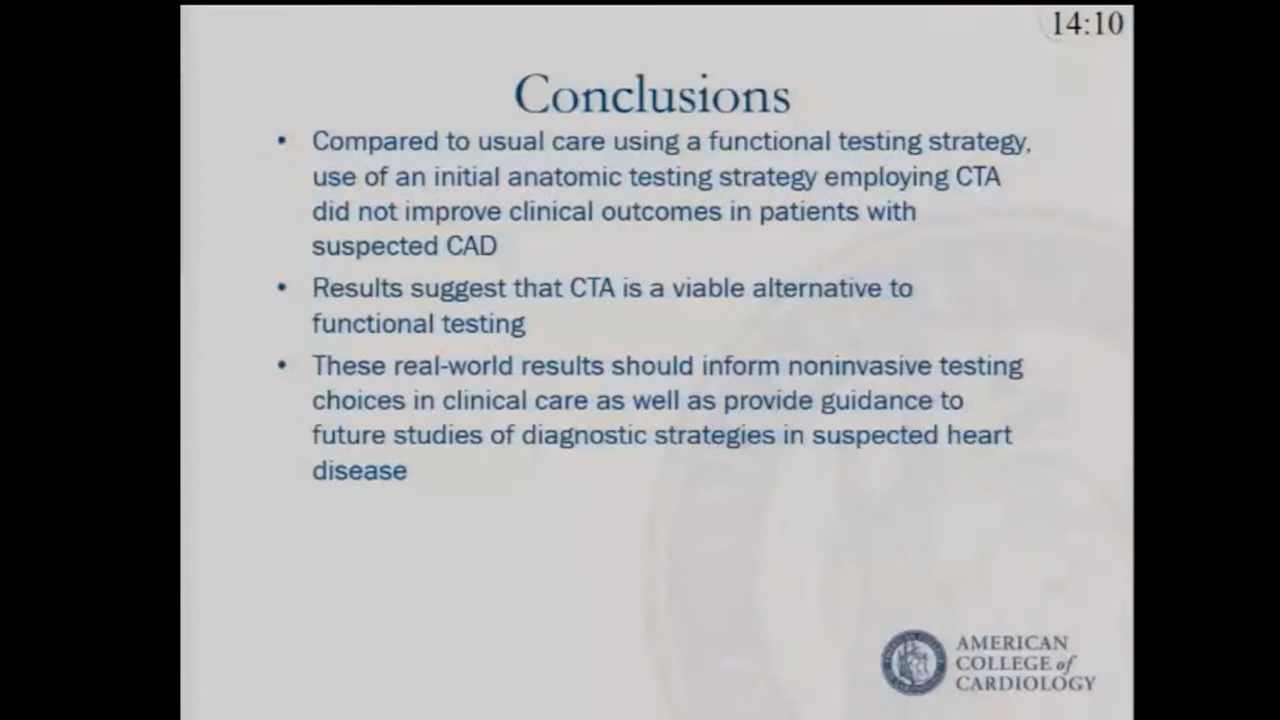 14:10
Conclusions
• Compared to usual care using a functional testing strategy,
use of an initial anatomic testing strategy employing CTA
did not improve clinical outcomes in patients with
suspected CAD
• Results suggest that CTA is a viable alternative to
functional testing
• These real-world results should inform noninvasive testing
choices in clinical care as well as provide guidance to
future studies of diagnostic strategies in suspected heart
disease
AMERICAN
COLLEGE of
CARDIOLOGY